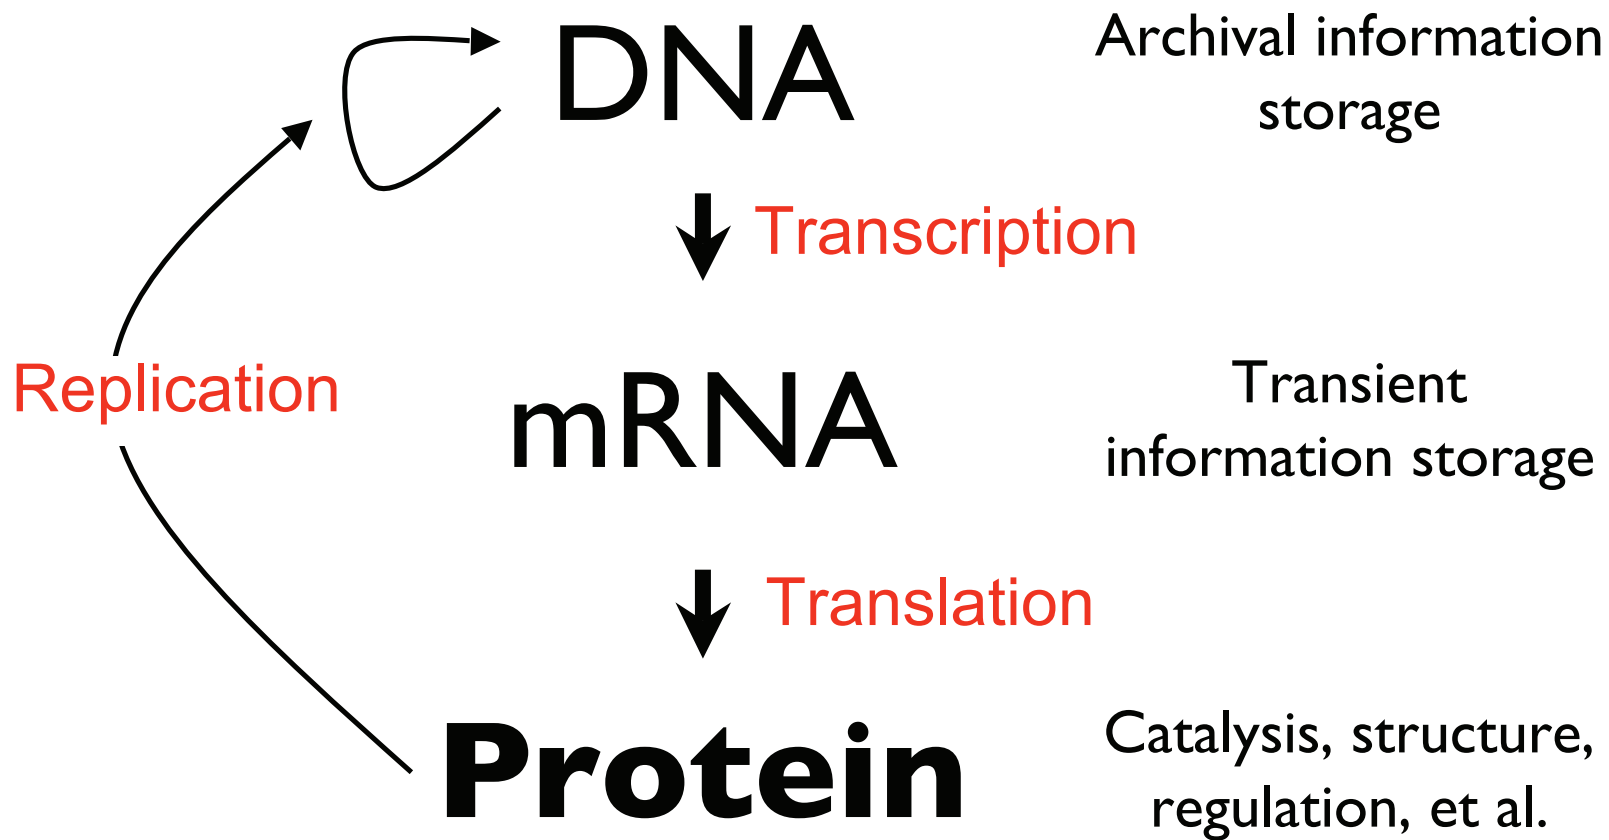 DNA
Archival information
storage
Transcription
Replication
mRNA
Transient
information storage
Translation
Protein
Catalysis, structure,
regulation, et al.